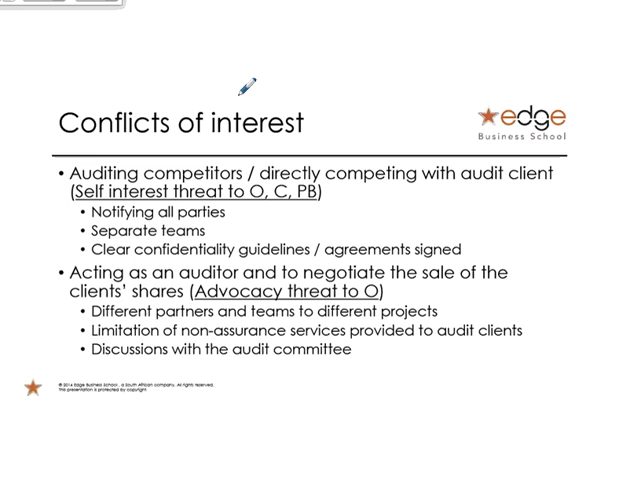 Conflicts of interest
edge
Business School
• Auditing competitors / directly competing with audit client
(Self interest threat to O, C, PB)
• Notifying all parties
• Separate teams
• Clear confidentiality guidelines / agreements signed
• Acting as an auditor and to negotiate the sale of the
clients’ shares (Advocacy threat to O)
• Different partners and teams to different projects
• Limitation of non-assurance services provided to audit clients
• Discussions with the audit committee
© 2014 Edge Business School , a South African company. All rights reserved.
This presentation is protected by copyright.